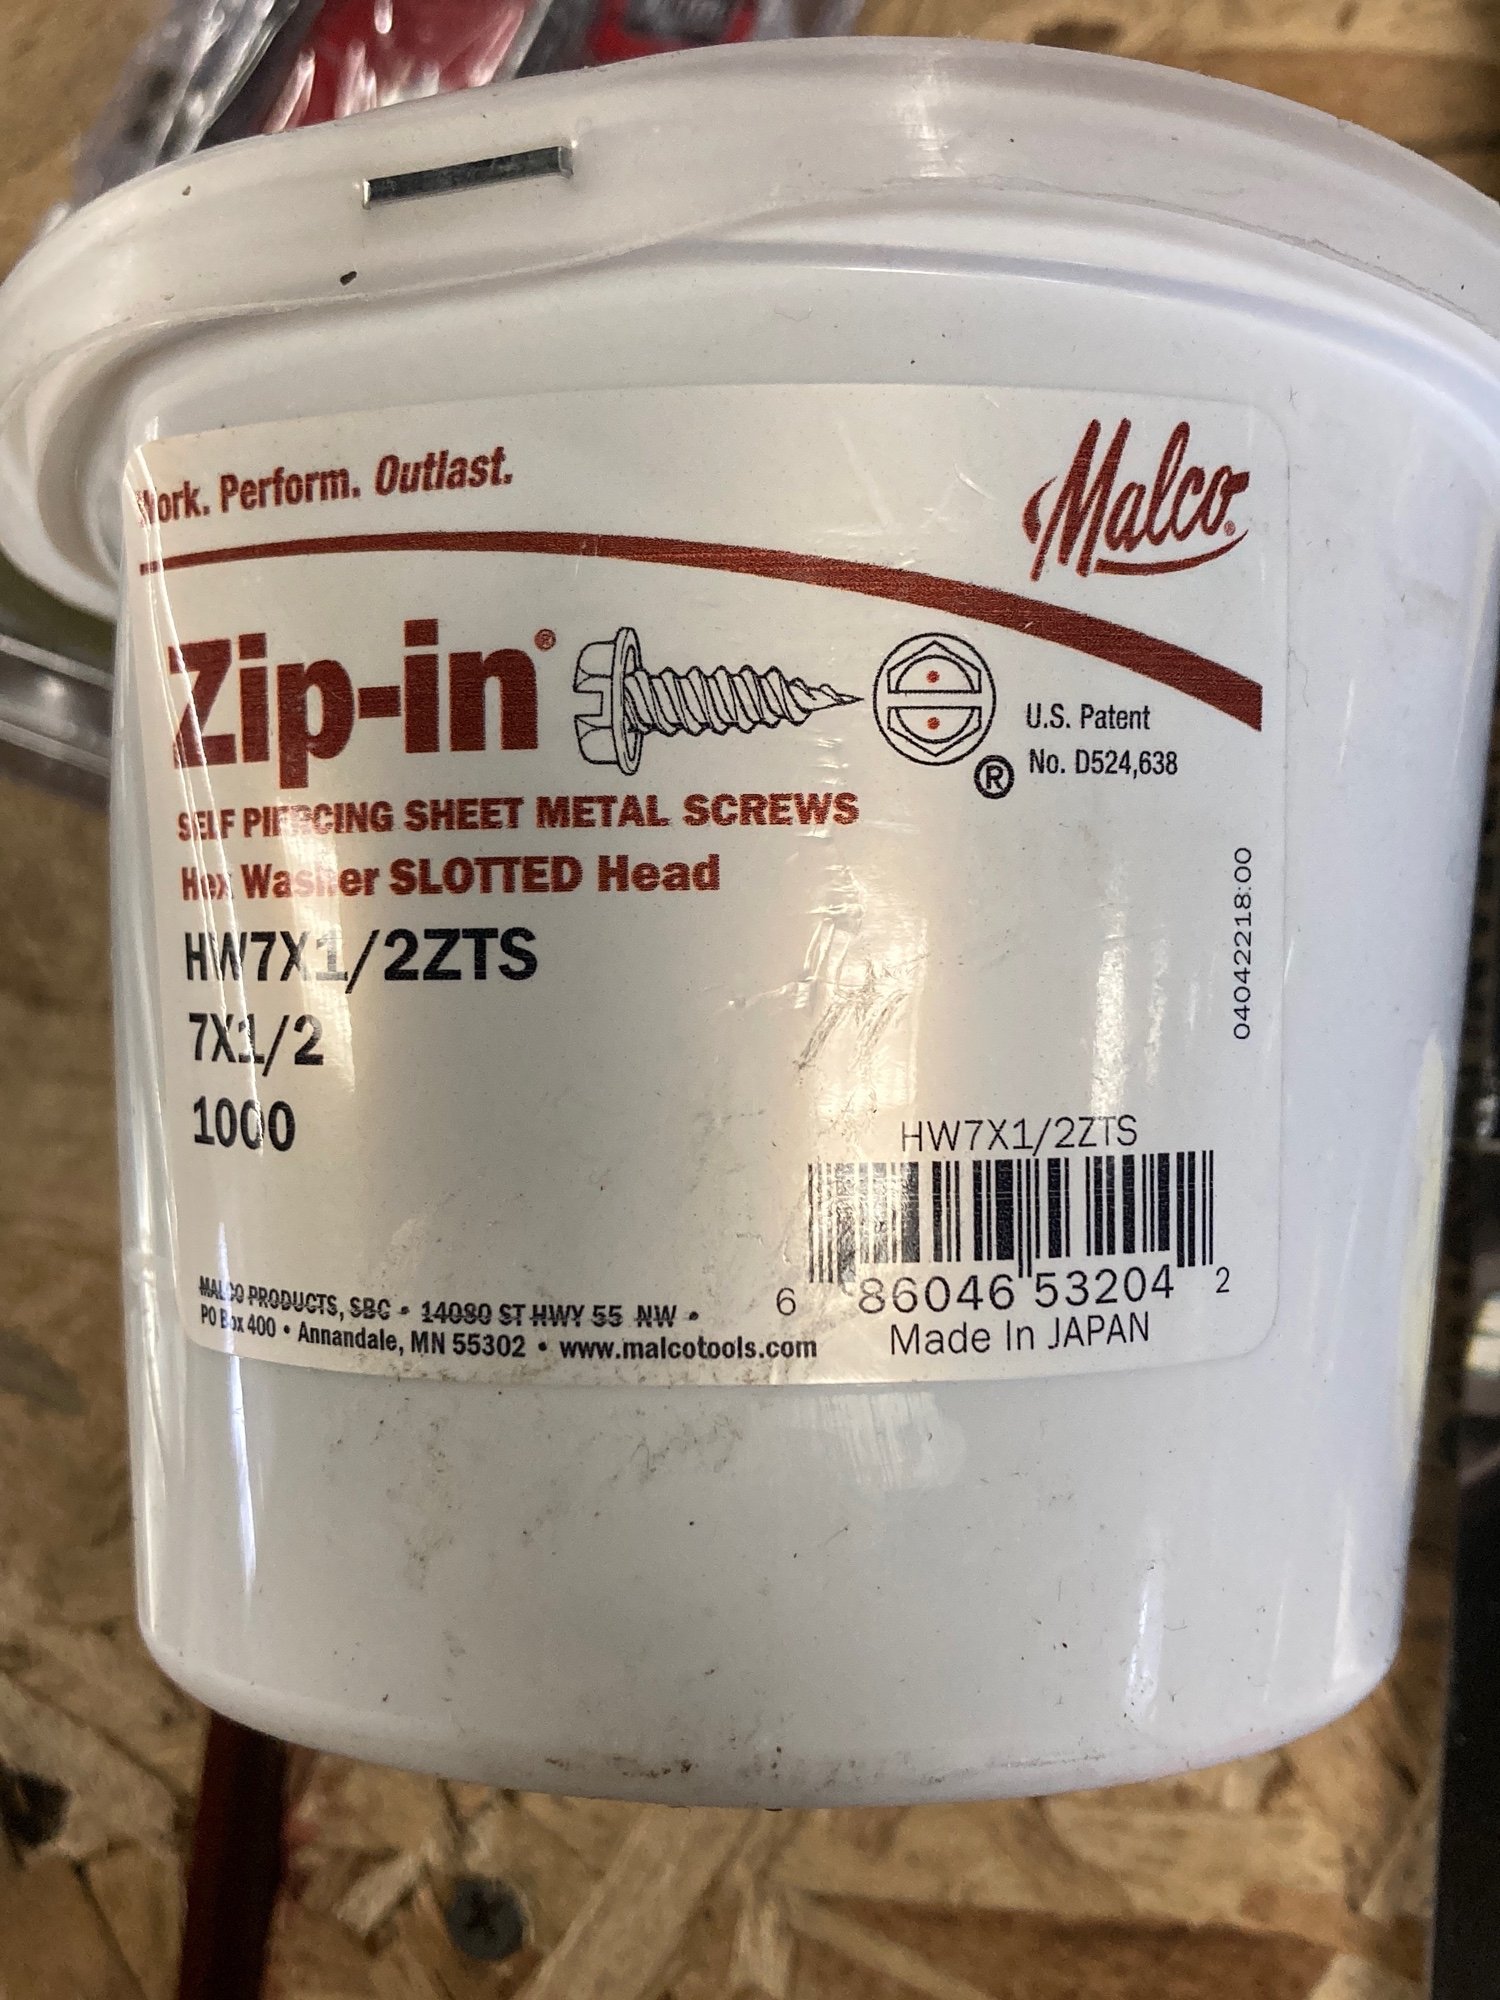 Work. Perform. Outlast.
Malco®
Zip-in®
®
U.S. Patent
No. D524,638
SELF PIERCING SHEET METAL SCREWS
Hex Washer SLOTTED Head
HW7X1/2ZTS
7X1/2
1000
04042218:00
HW7X1/2ZTS
6 86046 53204 2
Made In JAPAN
MALCO PRODUCTS, SBC • 14080 ST HWY 55 NW •
PO Box 400 • Annandale, MN 55302 • www.malcotools.com